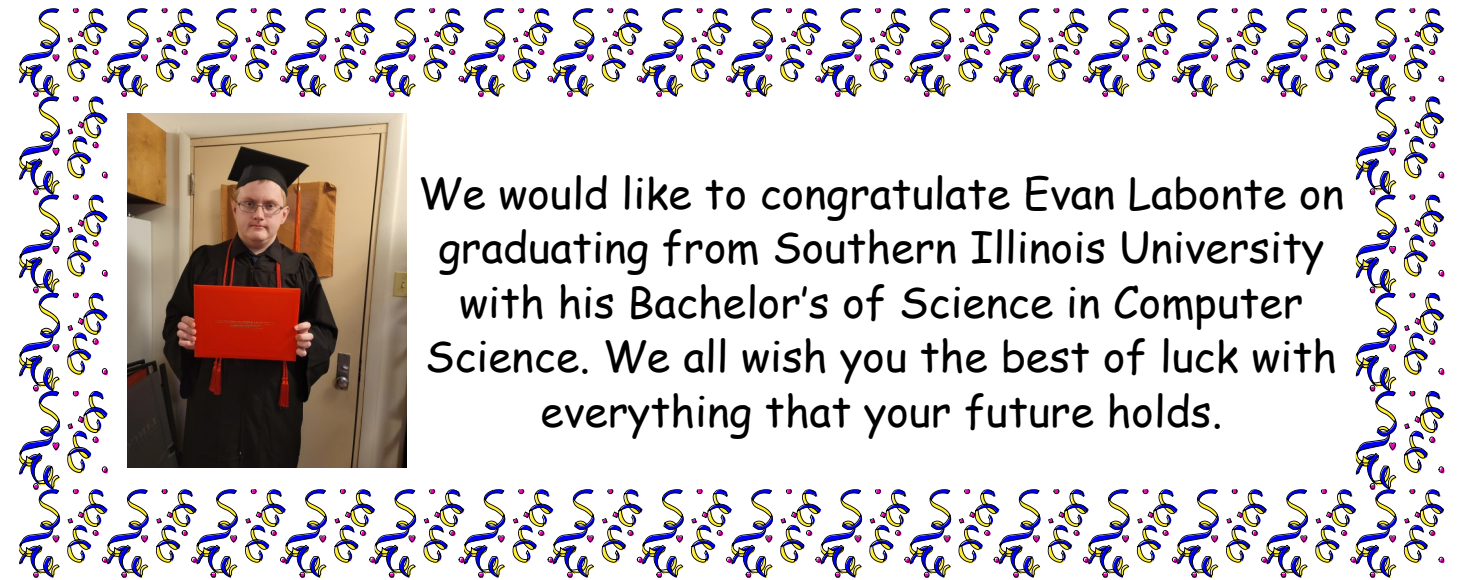 We would like to congratulate Evan Labonte on
graduating from Southern Illinois University
with his Bachelor’s of Science in Computer
Science. We all wish you the best of luck with
everything that your future holds.